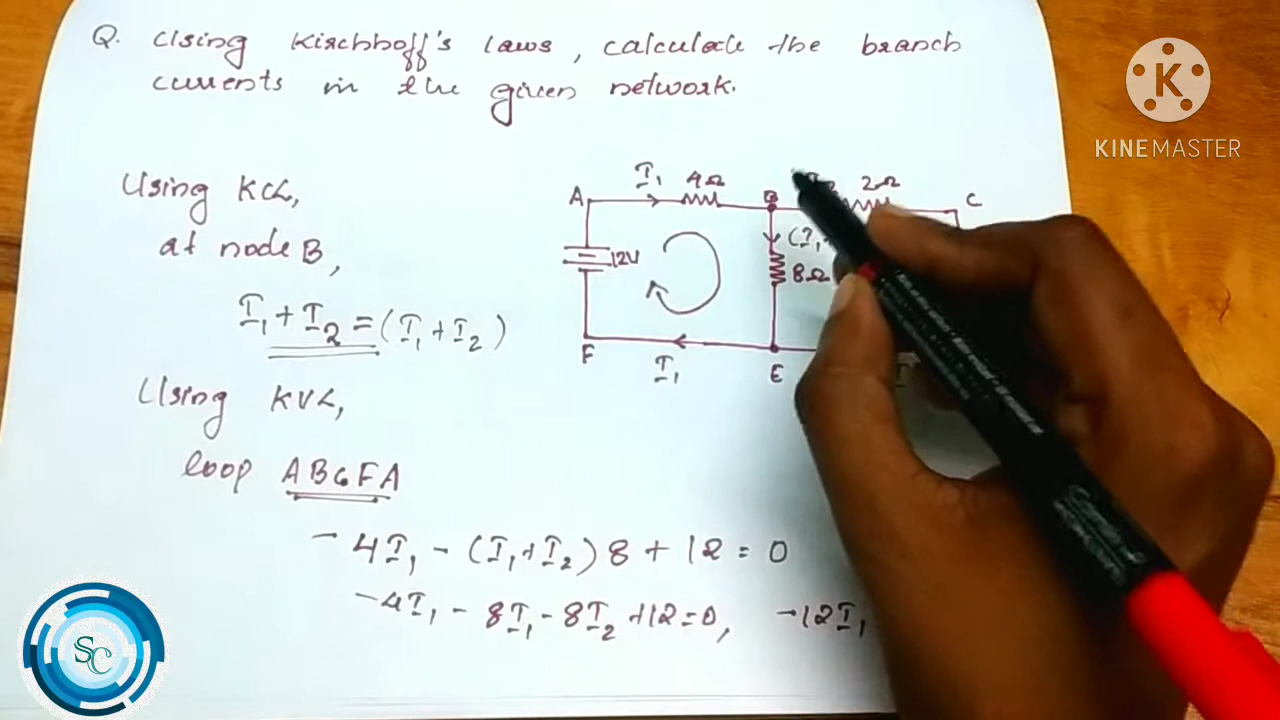 Q. Using Kirchhoff's laws, calculate the branch
currents in the given network.
Using KCL,
at node B,
I₁ + I₂ = (I₁ + I₂)
Using KVL,
loop ABEFA
- 4I₁ - (I₁+I₂) 8 + 12 = 0
-4I₁ - 8I₁ - 8I₂ +12=0, -12I₁
A
I₁
4Ω
B
2Ω
C
12V
(I₁
8Ω
F
I₁
E
K
KINEMASTER
SC